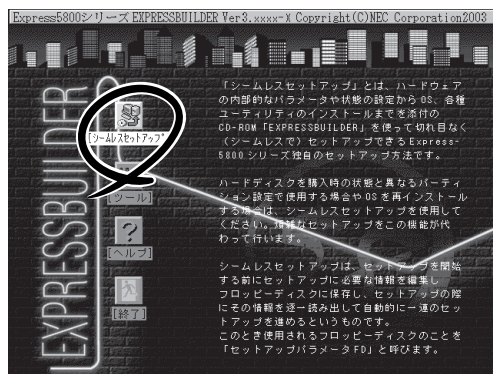 Express5800シリーズ EXPRESSBUILDER Ver3.xxxx-X Copyright(C)NEC Corporation2003
EXPRESSBUILDER
[シームレスセットアップ]
[ツール]
[ヘルプ]
[終了]
「シームレスセットアップ」とは、ハードウェア
の内部的なパラメータや状態の設定からOS、各種
ユーティリティのインストールまでを添付の
CD-ROM「EXPRESSBUILDER」を使って切れ目なく
(シームレスで)セットアップできるExpress-
5800シリーズ独自のセットアップ方法です。
ハードディスクを購入時の状態と異なるパーティ
ション設定で使用する場合やOSを再インストール
する場合は、シームレスセットアップを使用して
ください。煩雑なセットアップをこの機能が代
わって行います。
シームレスセットアップは、セットアップを開始
する前にセットアップに必要な情報を編集し
フロッピーディスクに保存し、セットアップの際
にその情報を逐一読み出して自動的に一連のセッ
トアップを進めるというものです。
このとき使用されるフロッピーディスクのことを
「セットアップパラメータFD」と呼びます。